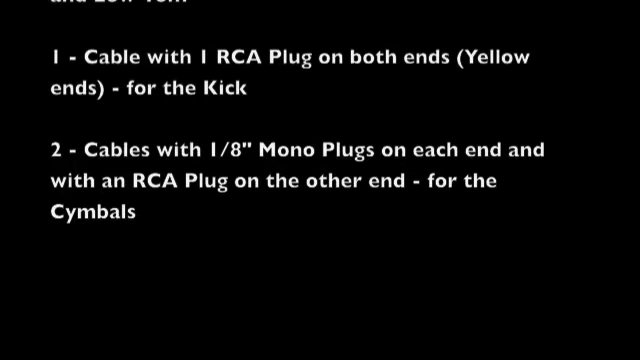 1 - Cable with 1 RCA Plug on both ends (Yellow
ends) - for the Kick
2 - Cables with 1/8" Mono Plugs on each end and
with an RCA Plug on the other end - for the
Cymbals